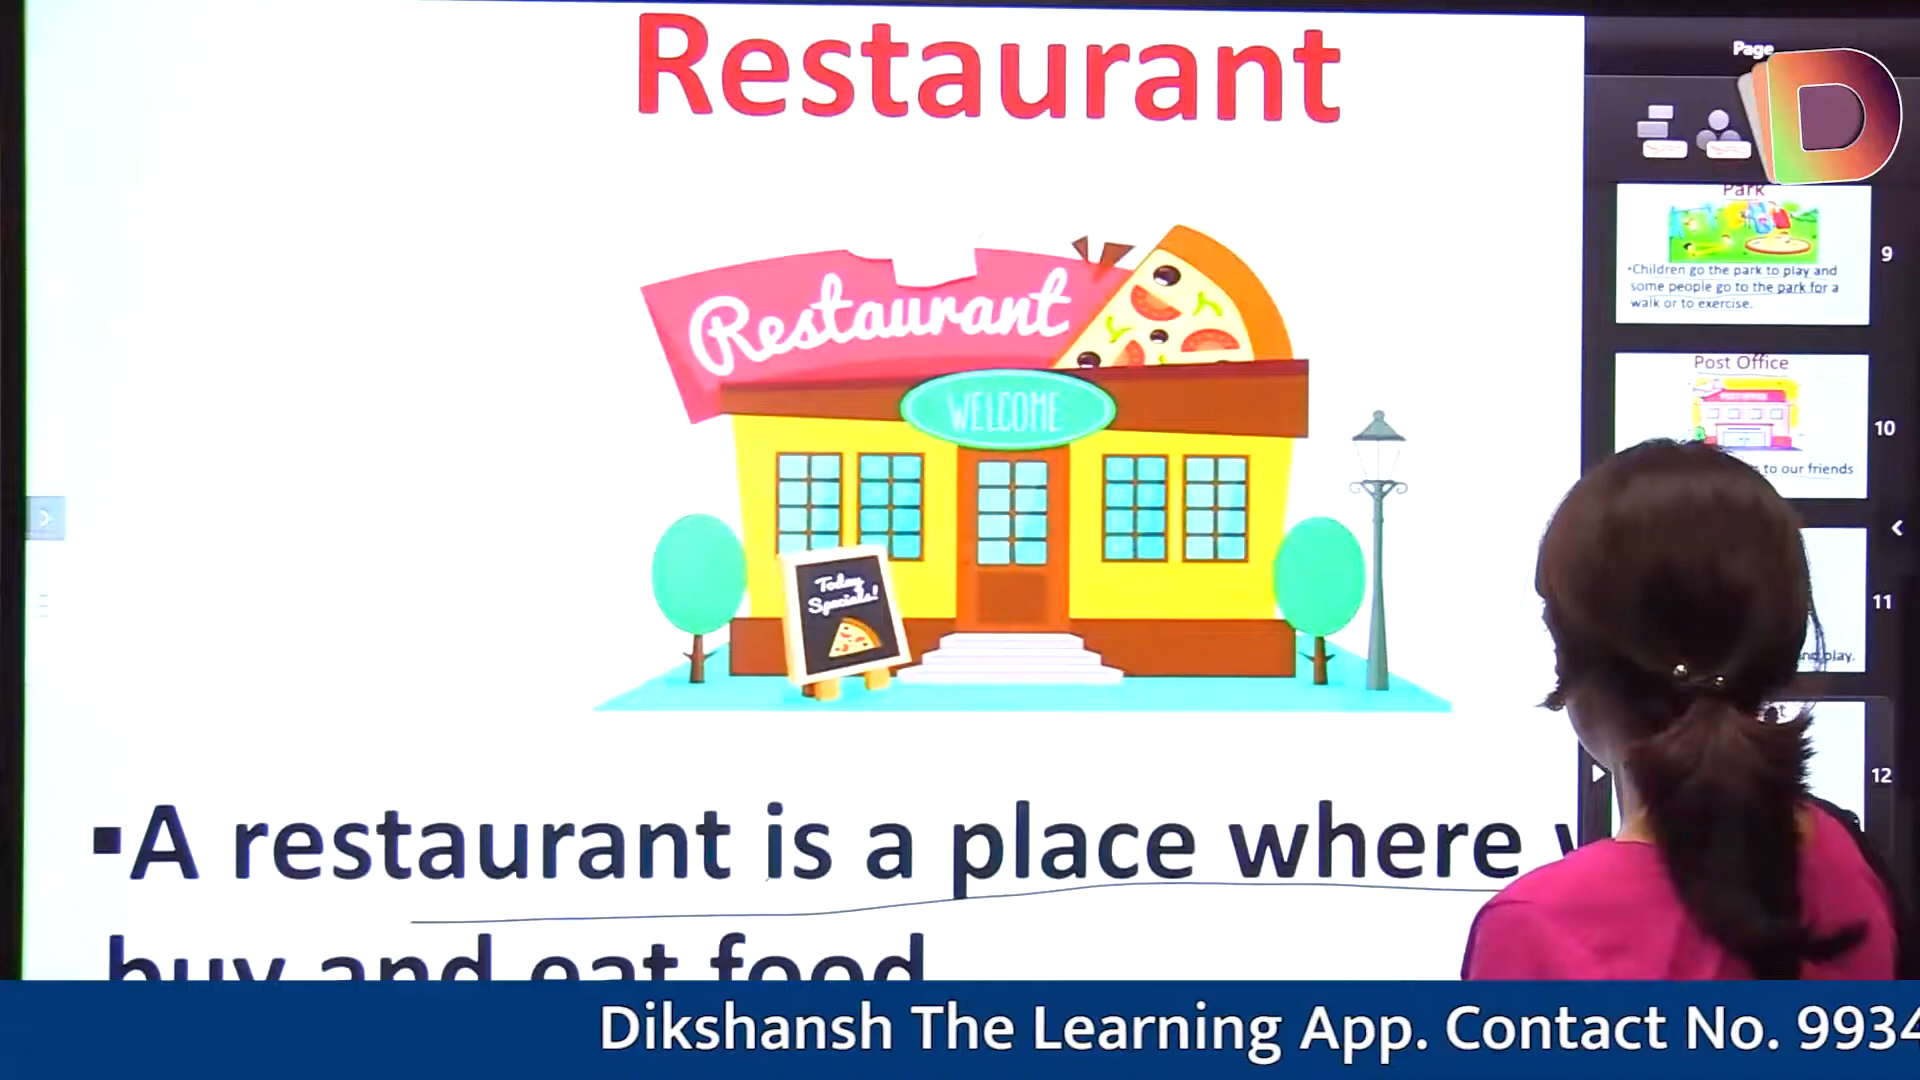 Restaurant
Restaurant
WELCOME
Today
Specials!
A restaurant is a place where
buy and eat food
Page
D
Park
•Children go the park to play and
some people go to the park for a
walk or to exercise.
9
Post Office
to our friends
10
11
and play.
12
Dikshansh The Learning App. Contact No. 9934